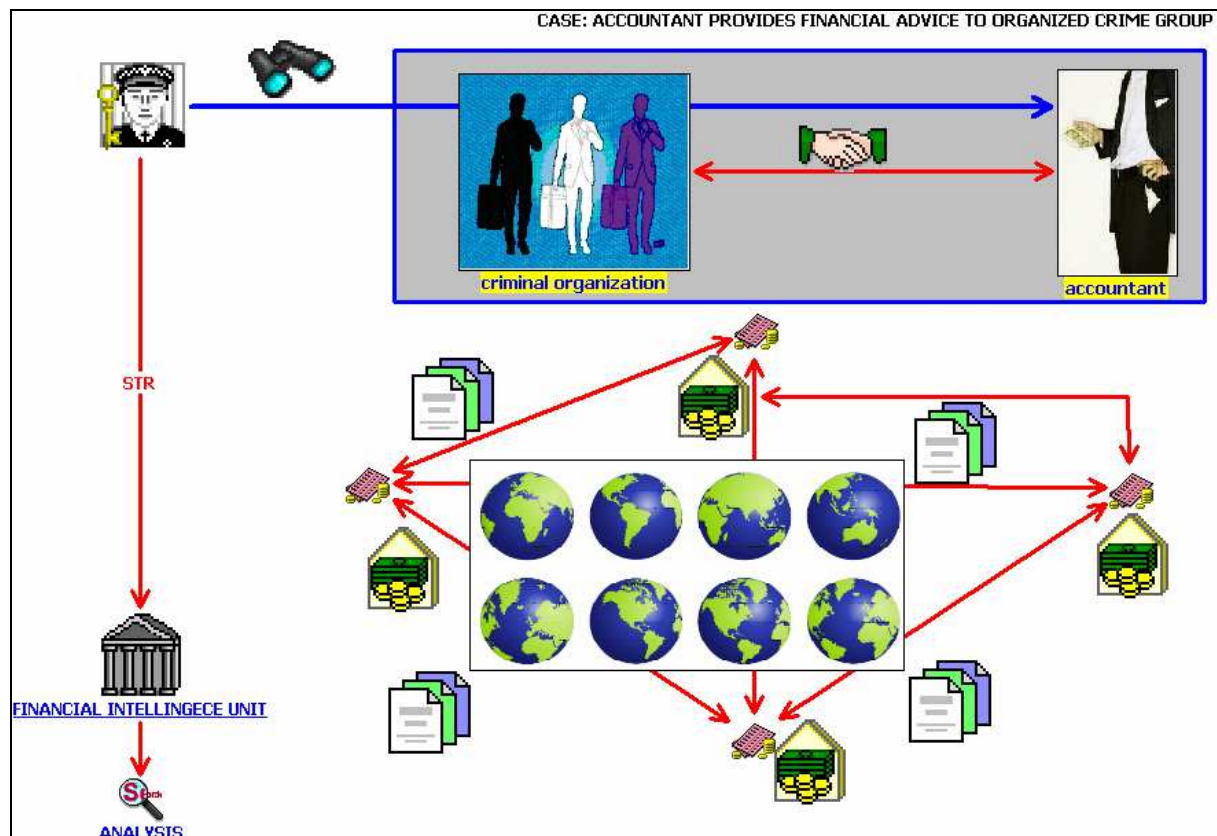 CASE: ACCOUNTANT PROVIDES FINANCIAL ADVICE TO ORGANIZED CRIME GROUP
criminal organization
accountant
STR
FINANCIAL INTELLINGECE UNIT
ANALYSIS